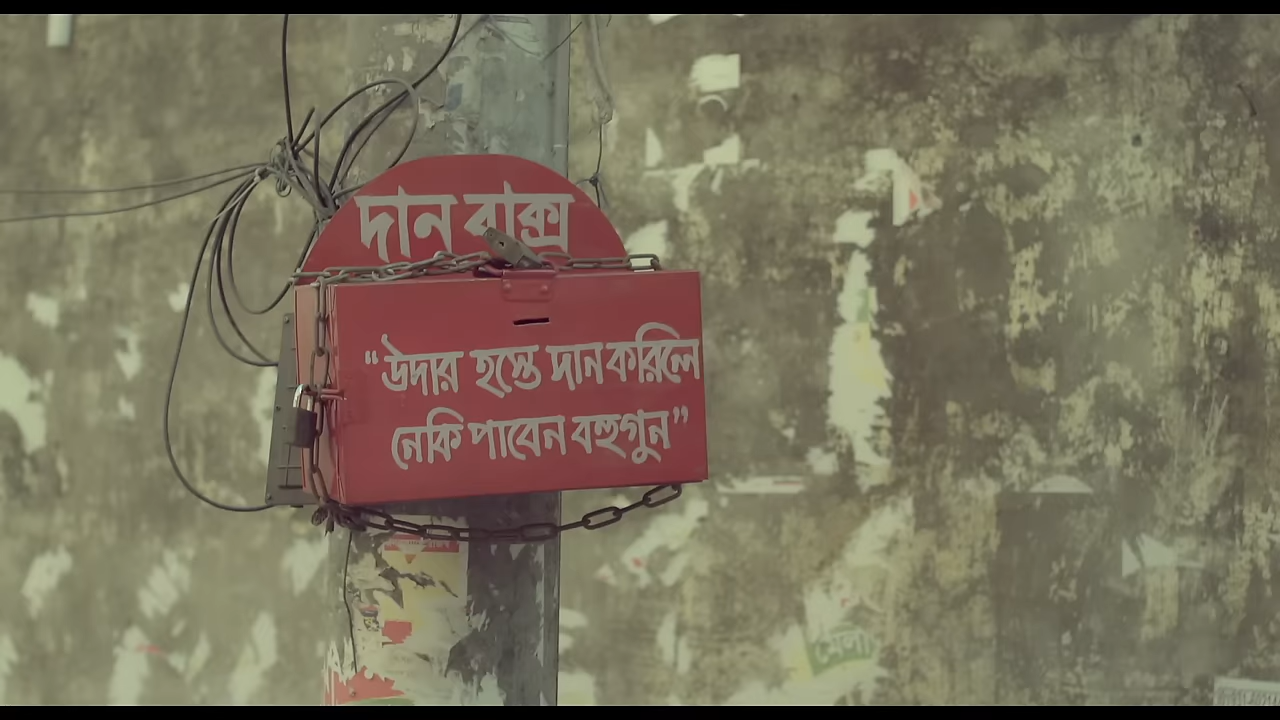 দান বাক্স
“উদার হস্তে দান করিলে
নেকি পাবেন বহুগুন”
মেলা